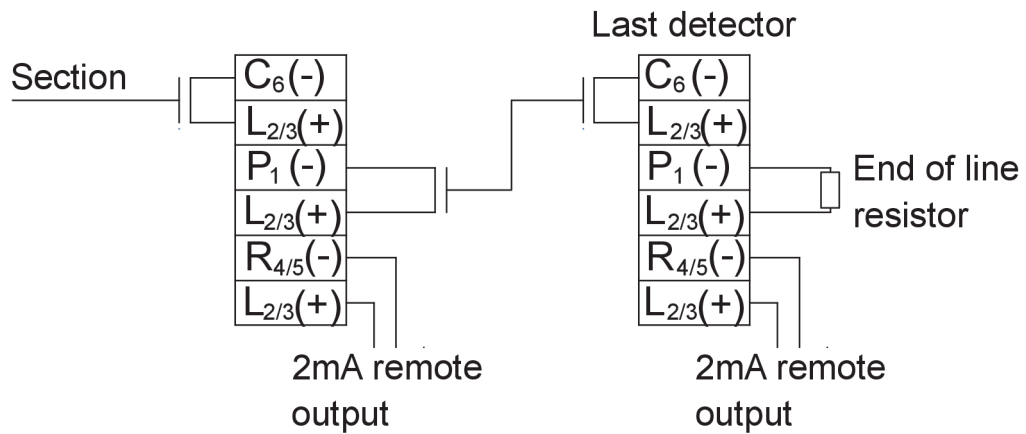 Last detector
Section
C6(-)
L2/3(+)
P1(-)
L2/3(+)
R4/5(-)
L2/3(+)
2mA remote
output
C6(-)
L2/3(+)
P1(-)
L2/3(+)
R4/5(-)
L2/3(+)
End of line
resistor
2mA remote
output